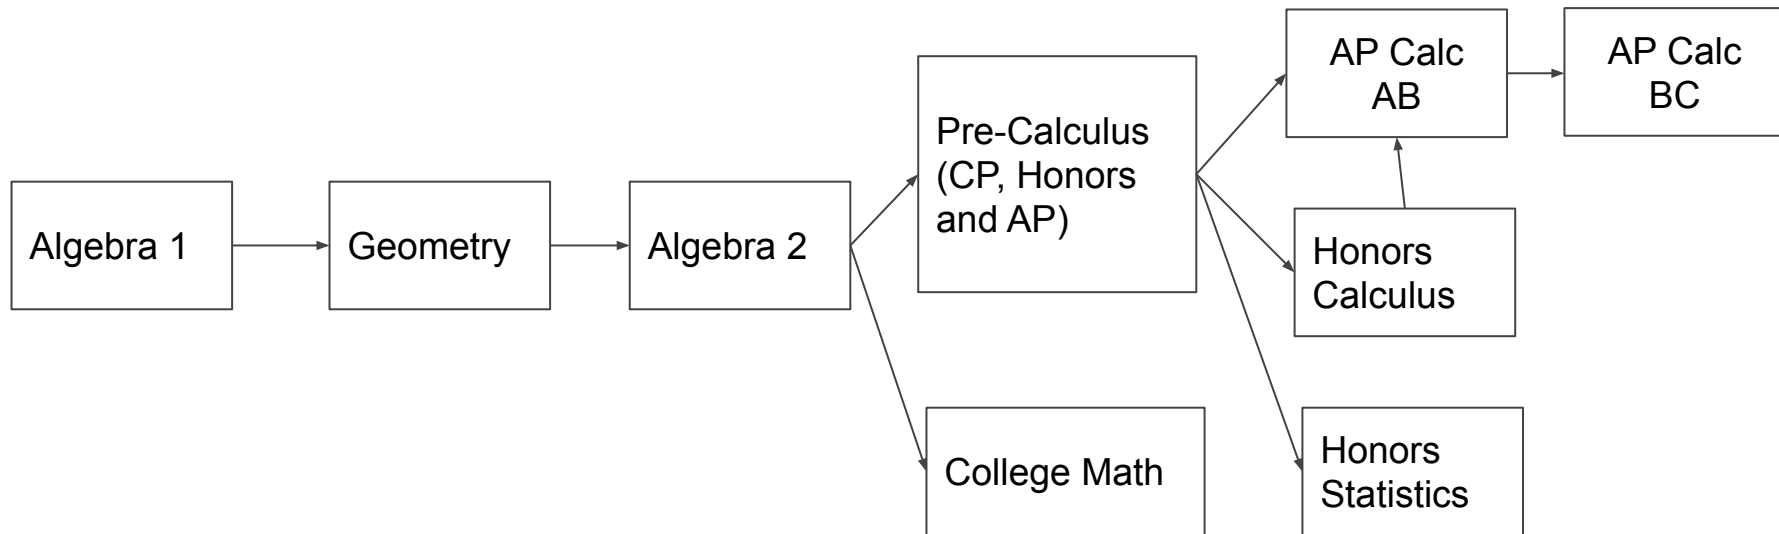 Algebra 1
Geometry
Algebra 2
Pre-Calculus
(CP, Honors
and AP)
College Math
AP Calc
AB
Honors
Calculus
Honors
Statistics
AP Calc
BC